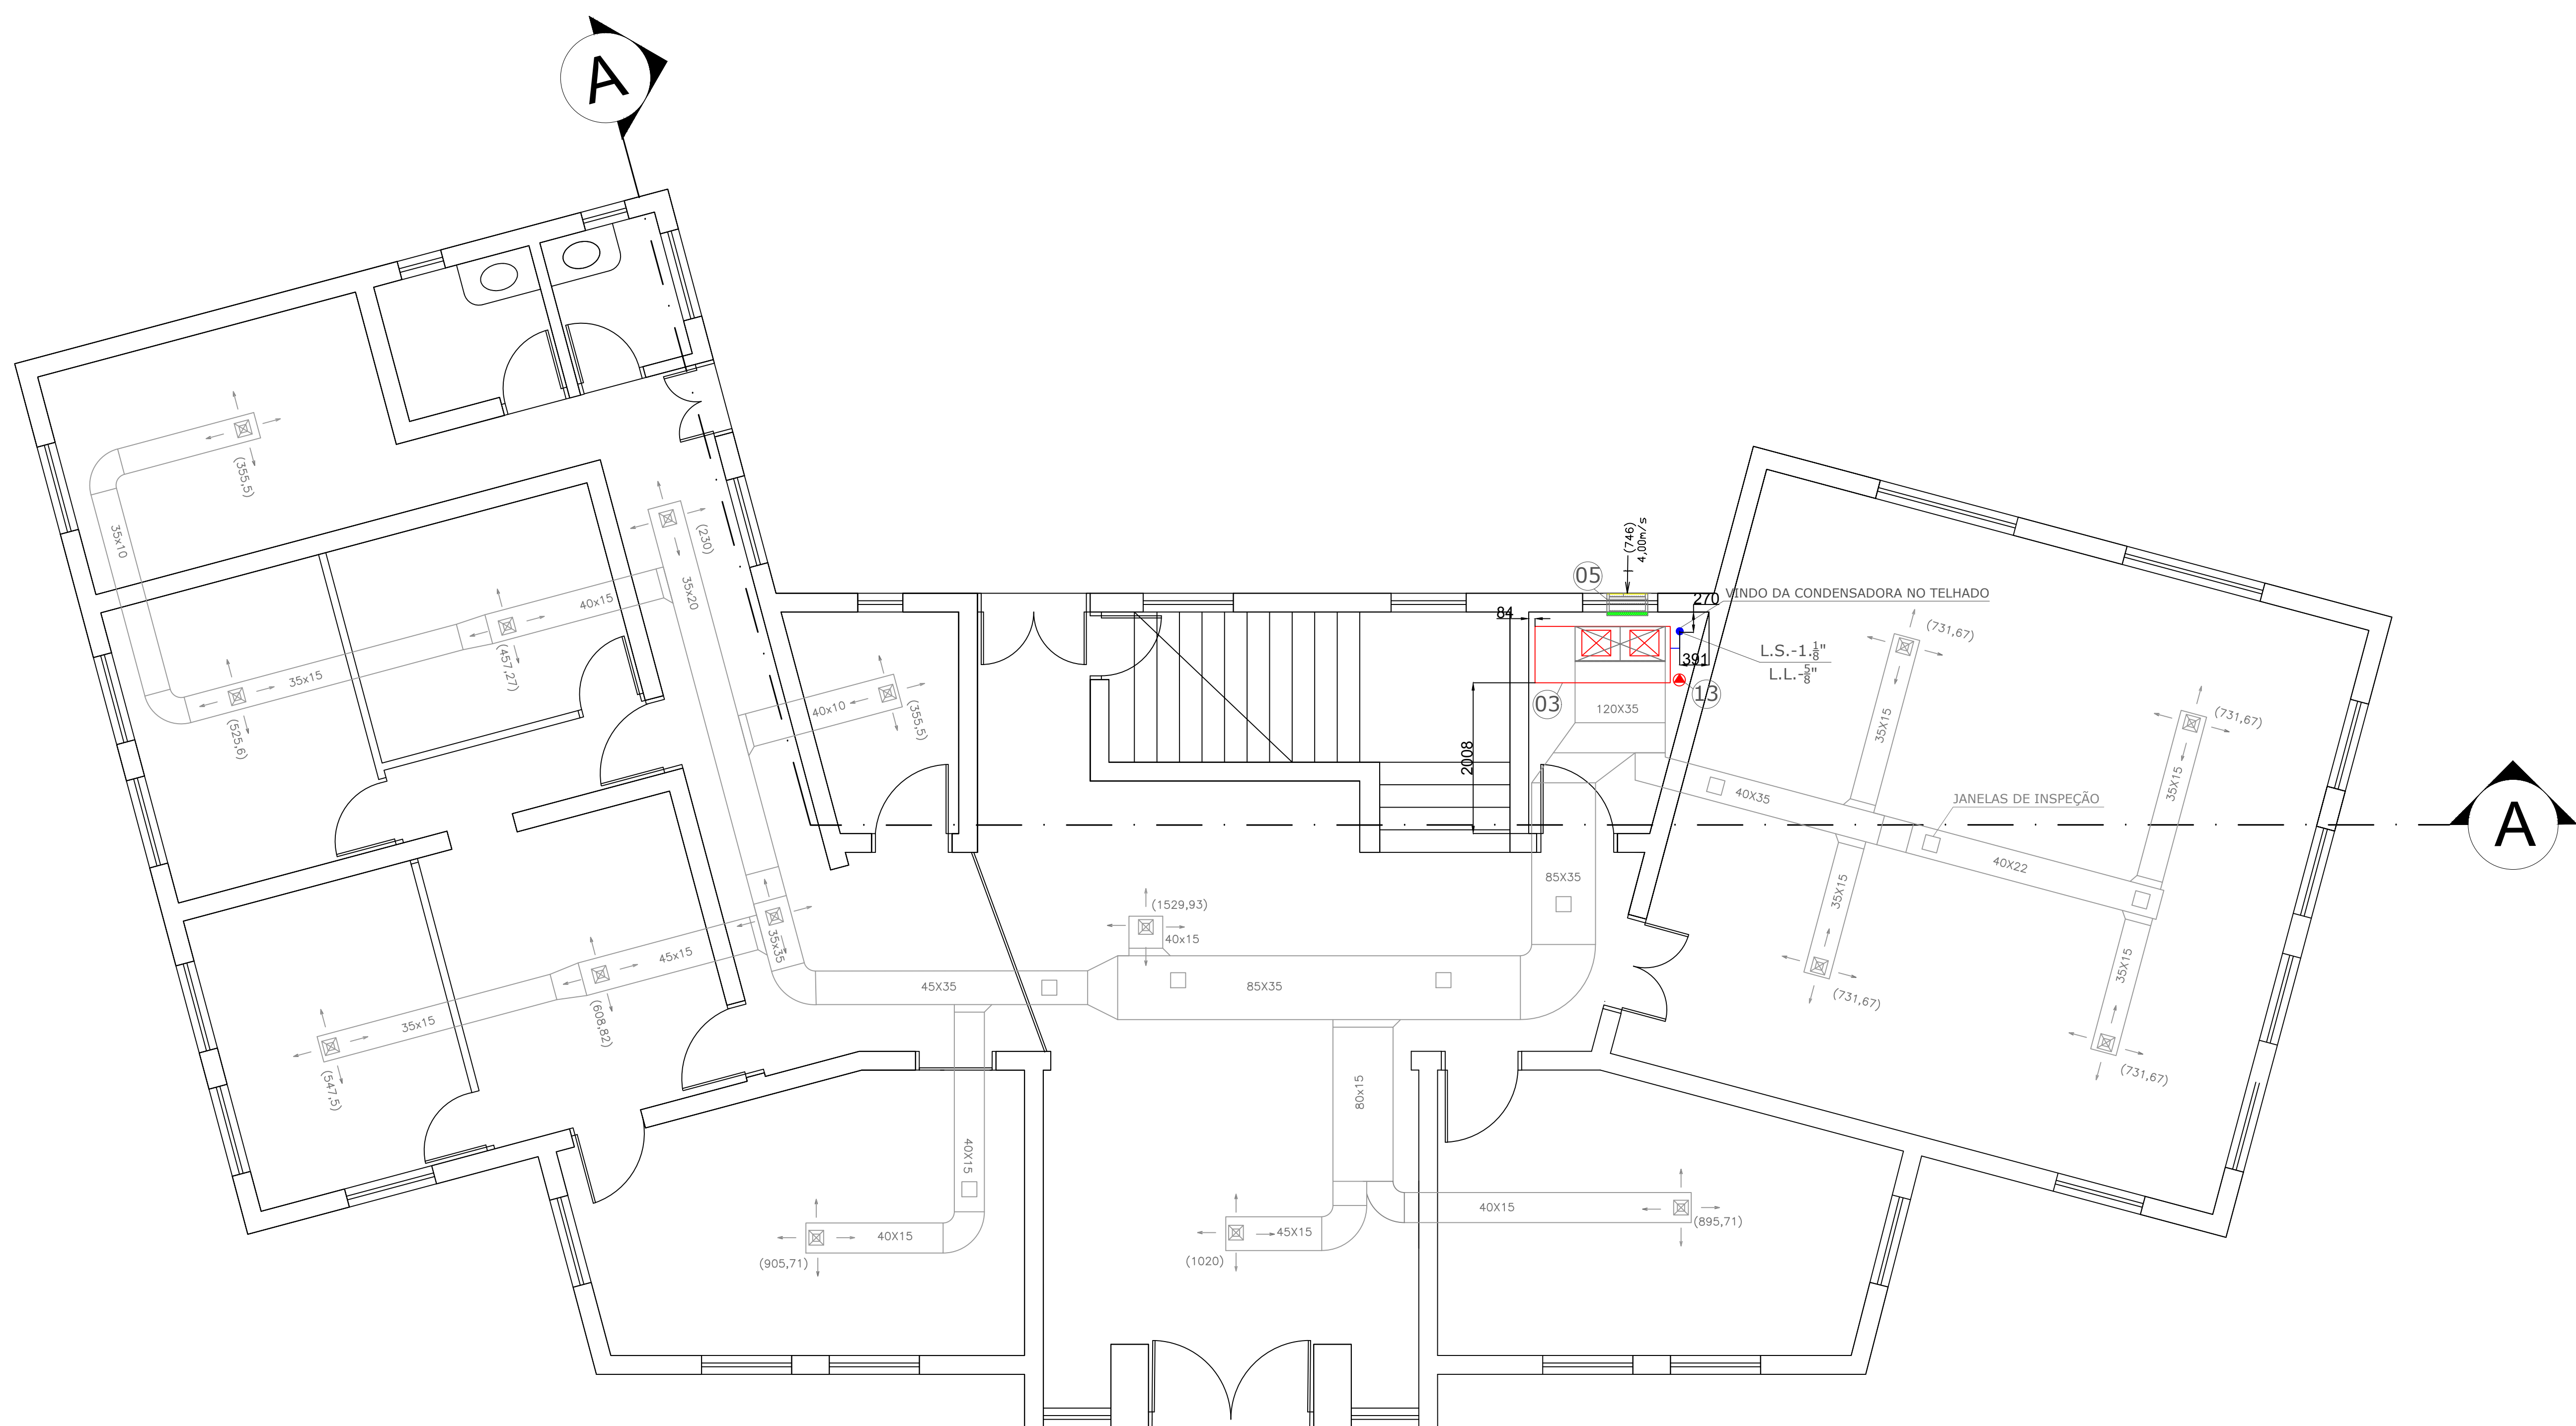 A
(355,5)
35x10
(230)
35x20
40x15
(457,27)
35x15
(525,6)
40x10
(355,5)
(746)
4,00m/s
05
84
270
VINDO DA CONDENSADORA NO TELHADO
L.S.-1.1/8"
L.L.-5/8"
391
03
13
120X35
2008
(731,67)
35X15
(731,67)
35X15
40X35
JANELAS DE INSPEÇÃO
A
40X22
85X35
35X15
(731,67)
35X15
(731,67)
(1529,93)
40x15
35x35
45x15
(608,82)
35x15
(547,5)
45X35
85X35
80x15
40X15
40X15
(905,71)
45X15
(1020)
40X15
(895,71)